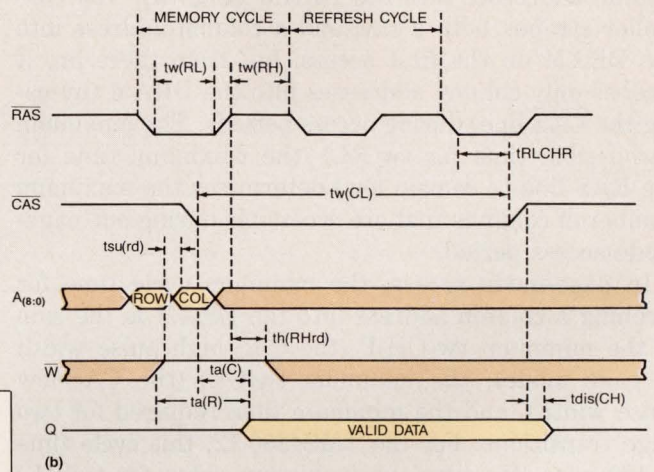 MEMORY CYCLE REFRESH CYCLE
tw(RL) tw(RH)
RAS
tRLCHR
tw(CL)
CAS
tsu(rd)
A(8:0) ROW COL
th(RHrd)
W
ta(C)
ta(R) tdis(CH)
Q VALID DATA
(b)